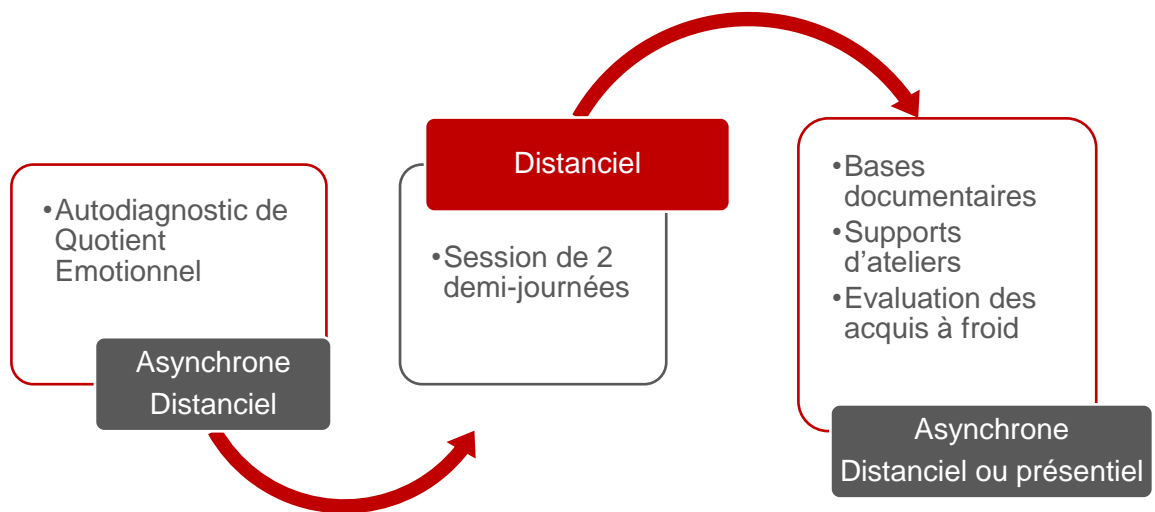 •Autodiagnostic de
Quotient
Emotionnel
Asynchrone
Distanciel
Distanciel
•Session de 2
demi-journées
•Bases
documentaires
•Supports
d’ateliers
•Evaluation des
acquis à froid
Asynchrone
Distanciel ou présentiel